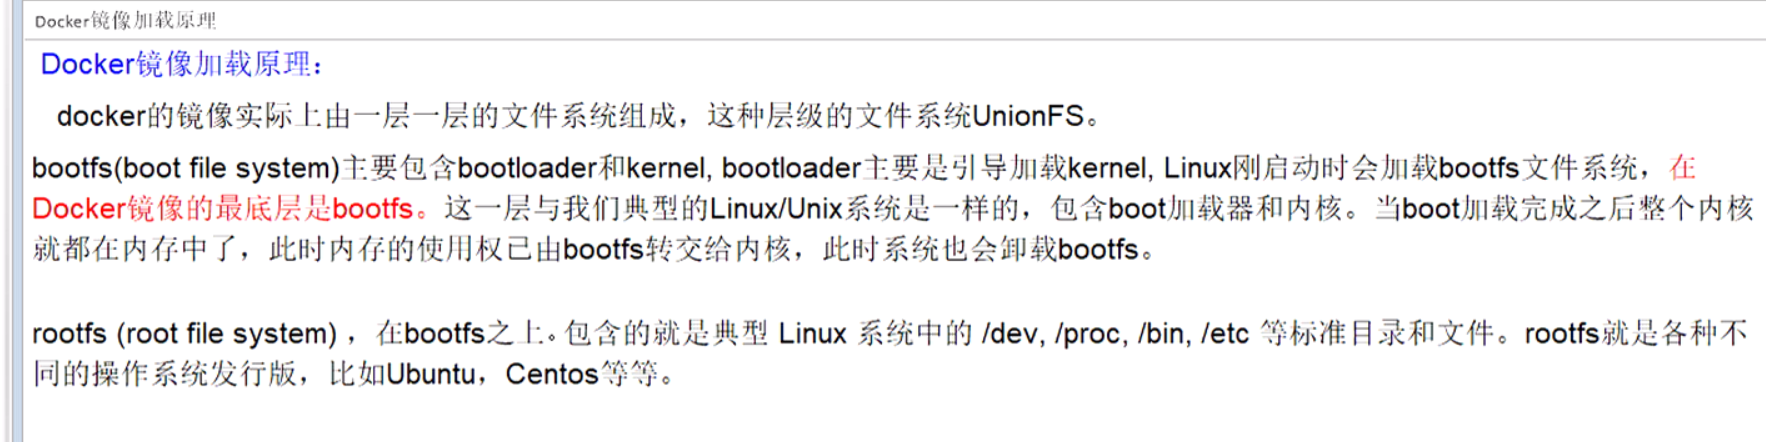 Docker镜像加载原理
Docker镜像加载原理：
docker的镜像实际上由一层一层的文件系统组成，这种层级的文件系统UnionFS。
bootfs(boot file system)主要包含bootloader和kernel, bootloader主要是引导加载kernel, Linux刚启动时会加载bootfs文件系统，在
Docker镜像的最底层是bootfs。这一层与我们典型的Linux/Unix系统是一样的，包含boot加载器和内核。当boot加载完成之后整个内核
就都在内存中了，此时内存的使用权已由bootfs转交给内核，此时系统也会卸载bootfs。
rootfs (root file system) ，在bootfs之上。包含的就是典型 Linux 系统中的 /dev, /proc, /bin, /etc 等标准目录和文件。rootfs就是各种不
同的操作系统发行版，比如Ubuntu，Centos等等。